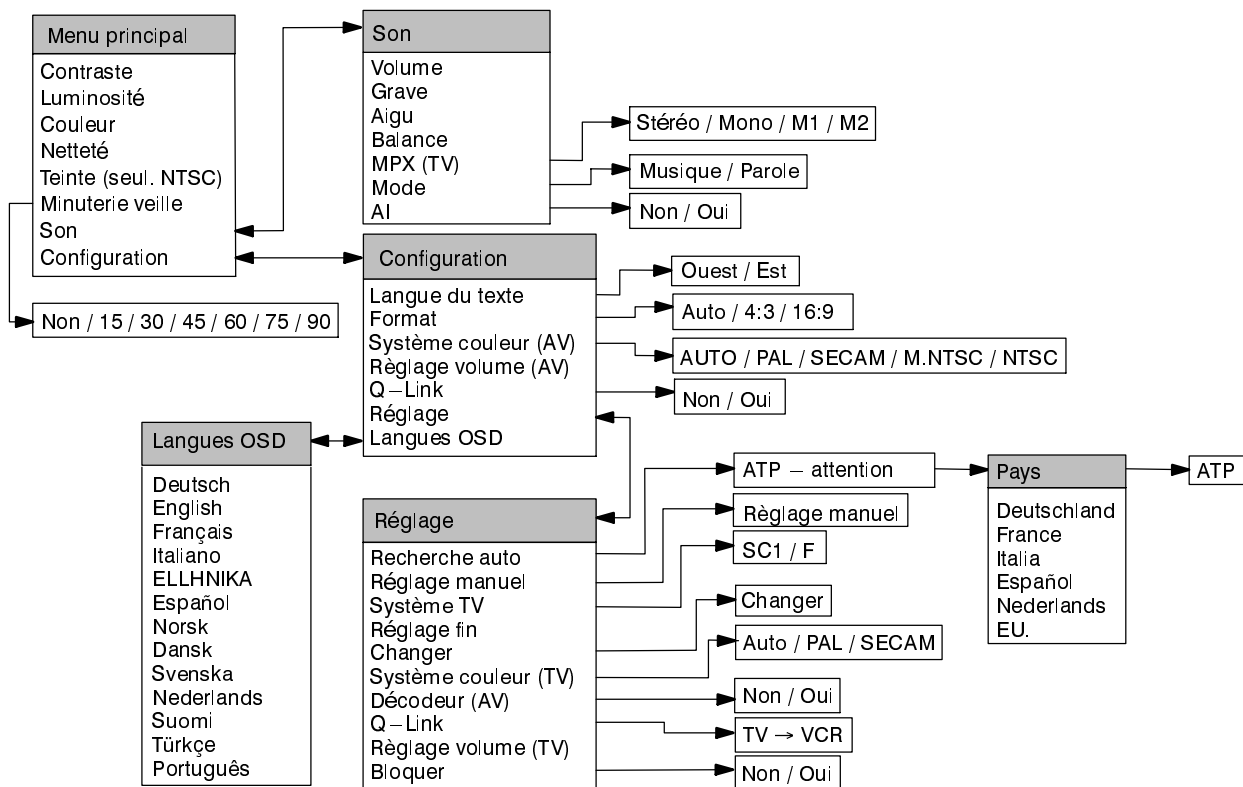 Menu principal
Contraste
Luminosité
Couleur
Netteté
Teinte (seul. NTSC)
Minuterie veille
Son
Configuration
Non / 15 / 30 / 45 / 60 / 75 / 90
Son
Volume
Grave
Aigu
Balance
MPX (TV)
Mode
AI
Stéréo / Mono / M1 / M2
Musique / Parole
Non / Oui
Configuration
Langue du texte
Format
Système couleur (AV)
Règlage volume (AV)
Q–Link
Réglage
Langues OSD
Ouest / Est
Auto / 4:3 / 16:9
AUTO / PAL / SECAM / M.NTSC / NTSC
Non / Oui
Langues OSD
Deutsch
English
Français
Italiano
ELLHNIKA
Español
Norsk
Dansk
Svenska
Nederlands
Suomi
Türkçe
Português
Réglage
Recherche auto
Réglage manuel
Système TV
Réglage fin
Changer
Système couleur (TV)
Décodeur (AV)
Q–Link
Règlage volume (TV)
Bloquer
ATP – attention
Règlage manuel
SC1 / F
Changer
Auto / PAL / SECAM
Non / Oui
TV → VCR
Non / Oui
Pays
Deutschland
France
Italia
Español
Nederlands
EU.
ATP